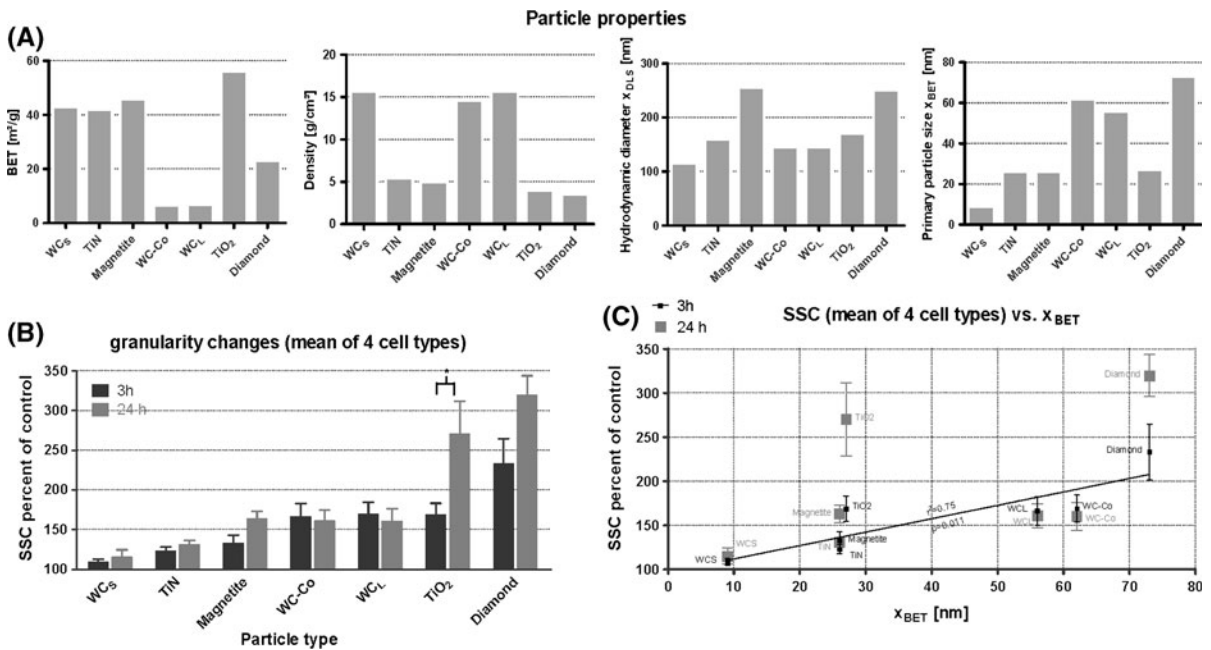 Particle properties
(A)
BET [m²/g]
60
40
20
0
WCS
TiN
Magnetite
WC-Co
WCL
TiO2
Diamond
Density [g/cm³]
20
15
10
5
0
WCS
TiN
Magnetite
WC-Co
WCL
TiO2
Diamond
Hydrodynamic diameter xDLS [nm]
300
250
200
150
100
50
0
WCS
TiN
Magnetite
WC-Co
WCL
TiO2
Diamond
Primary particle size xBET [nm]
80
60
40
20
0
WCS
TiN
Magnetite
WC-Co
WCL
TiO2
Diamond
(B)
granularity changes (mean of 4 cell types)
SSC percent of control
350
300
250
200
150
100
3h
24 h
*
WCS
TiN
Magnetite
WC-Co
WCL
TiO2
Diamond
Particle type
3h
24 h
SSC (mean of 4 cell types) vs. xBET
(C)
SSC percent of control
350
300
250
200
150
100
Diamond
TiO2
Diamond
Magnetite
TiO2
r²=0.75
p=0.011
WCL
WCL
WC-Co
WC-Co
WCS
WCS
TiN
Magnetite
TiN
0
10
20
30
40
50
60
70
80
xBET [nm]